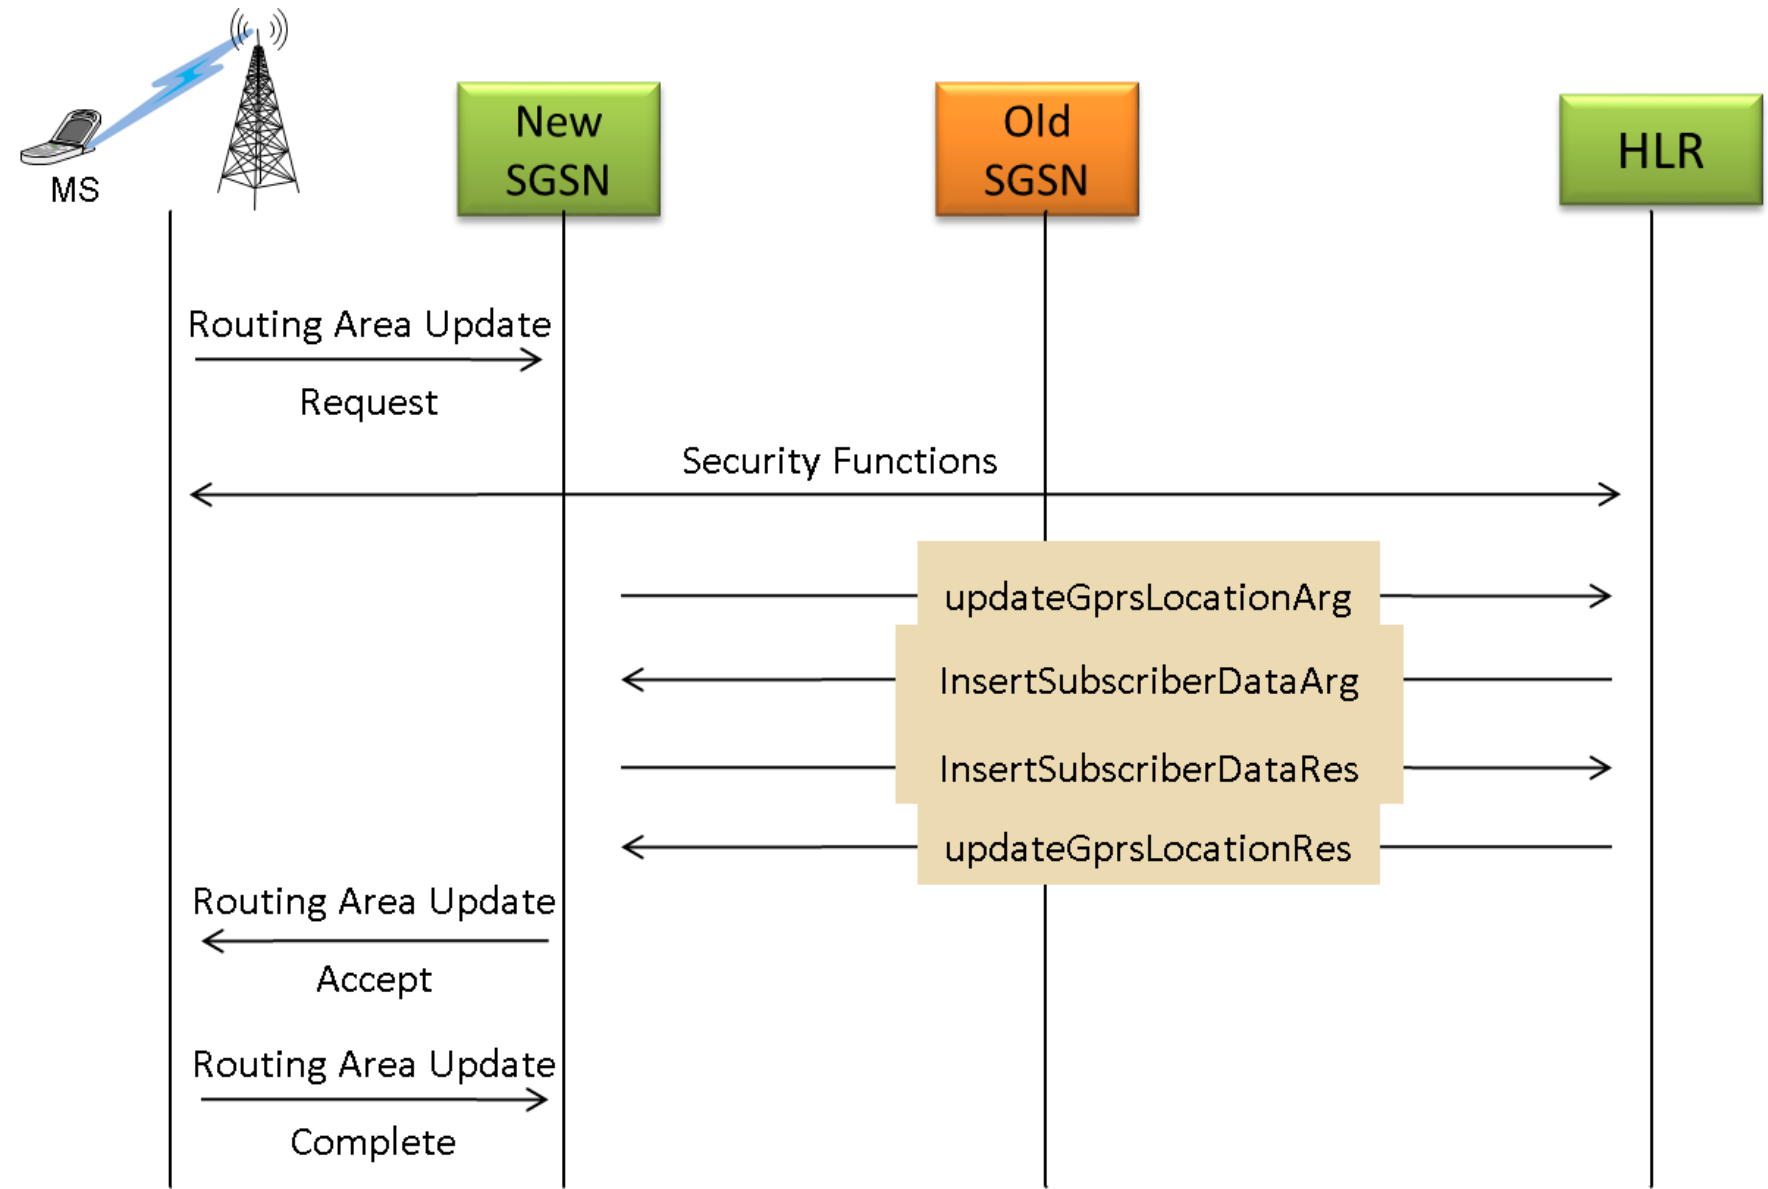 MS
New
SGSN
Old
SGSN
HLR
Routing Area Update
Request
Security Functions
updateGprsLocationArg
InsertSubscriberDataArg
InsertSubscriberDataRes
updateGprsLocationRes
Routing Area Update
Accept
Routing Area Update
Complete